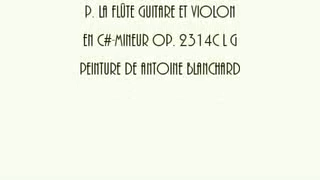 P. LA FLÛTE GUITARE ET VIOLON
EN C#-MINEUR OP. 2314C L G
PEINTURE DE ANTOINE BLANCHARD